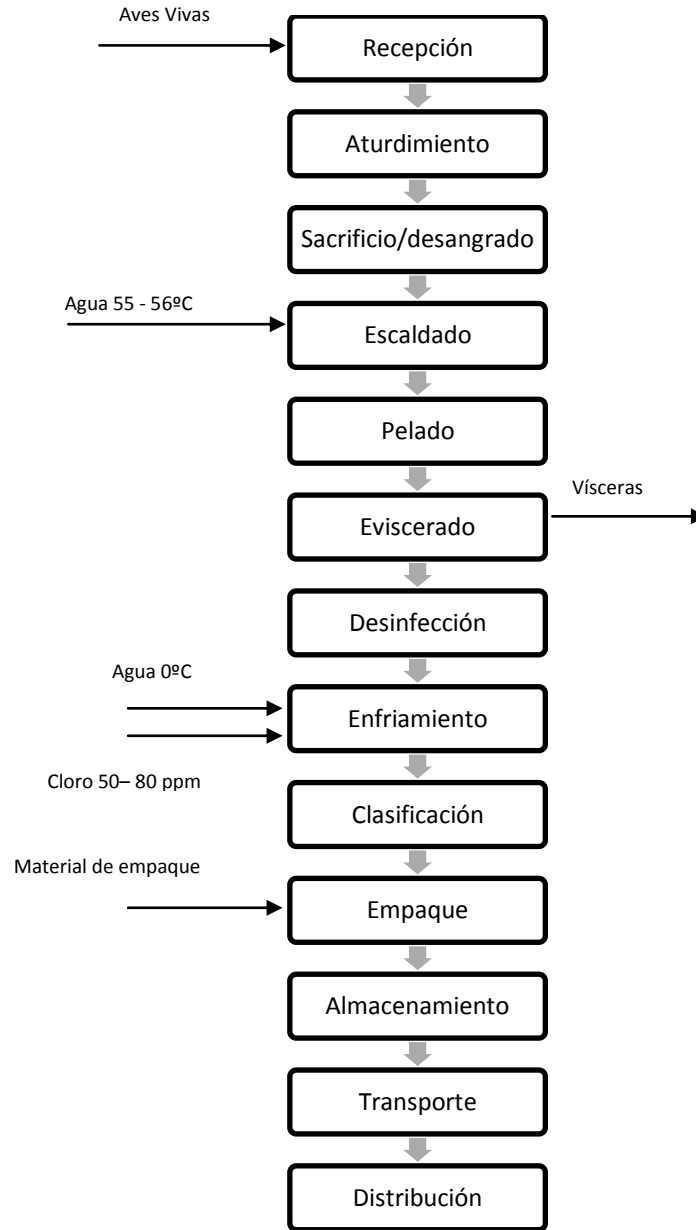 Aves Vivas
Recepción
Aturdimiento
Sacrificio/desangrado
Agua 55 - 56ºC
Escaldado
Pelado
Vísceras
Eviscerado
Desinfección
Agua 0ºC
Enfriamiento
Cloro 50– 80 ppm
Clasificación
Material de empaque
Empaque
Almacenamiento
Transporte
Distribución